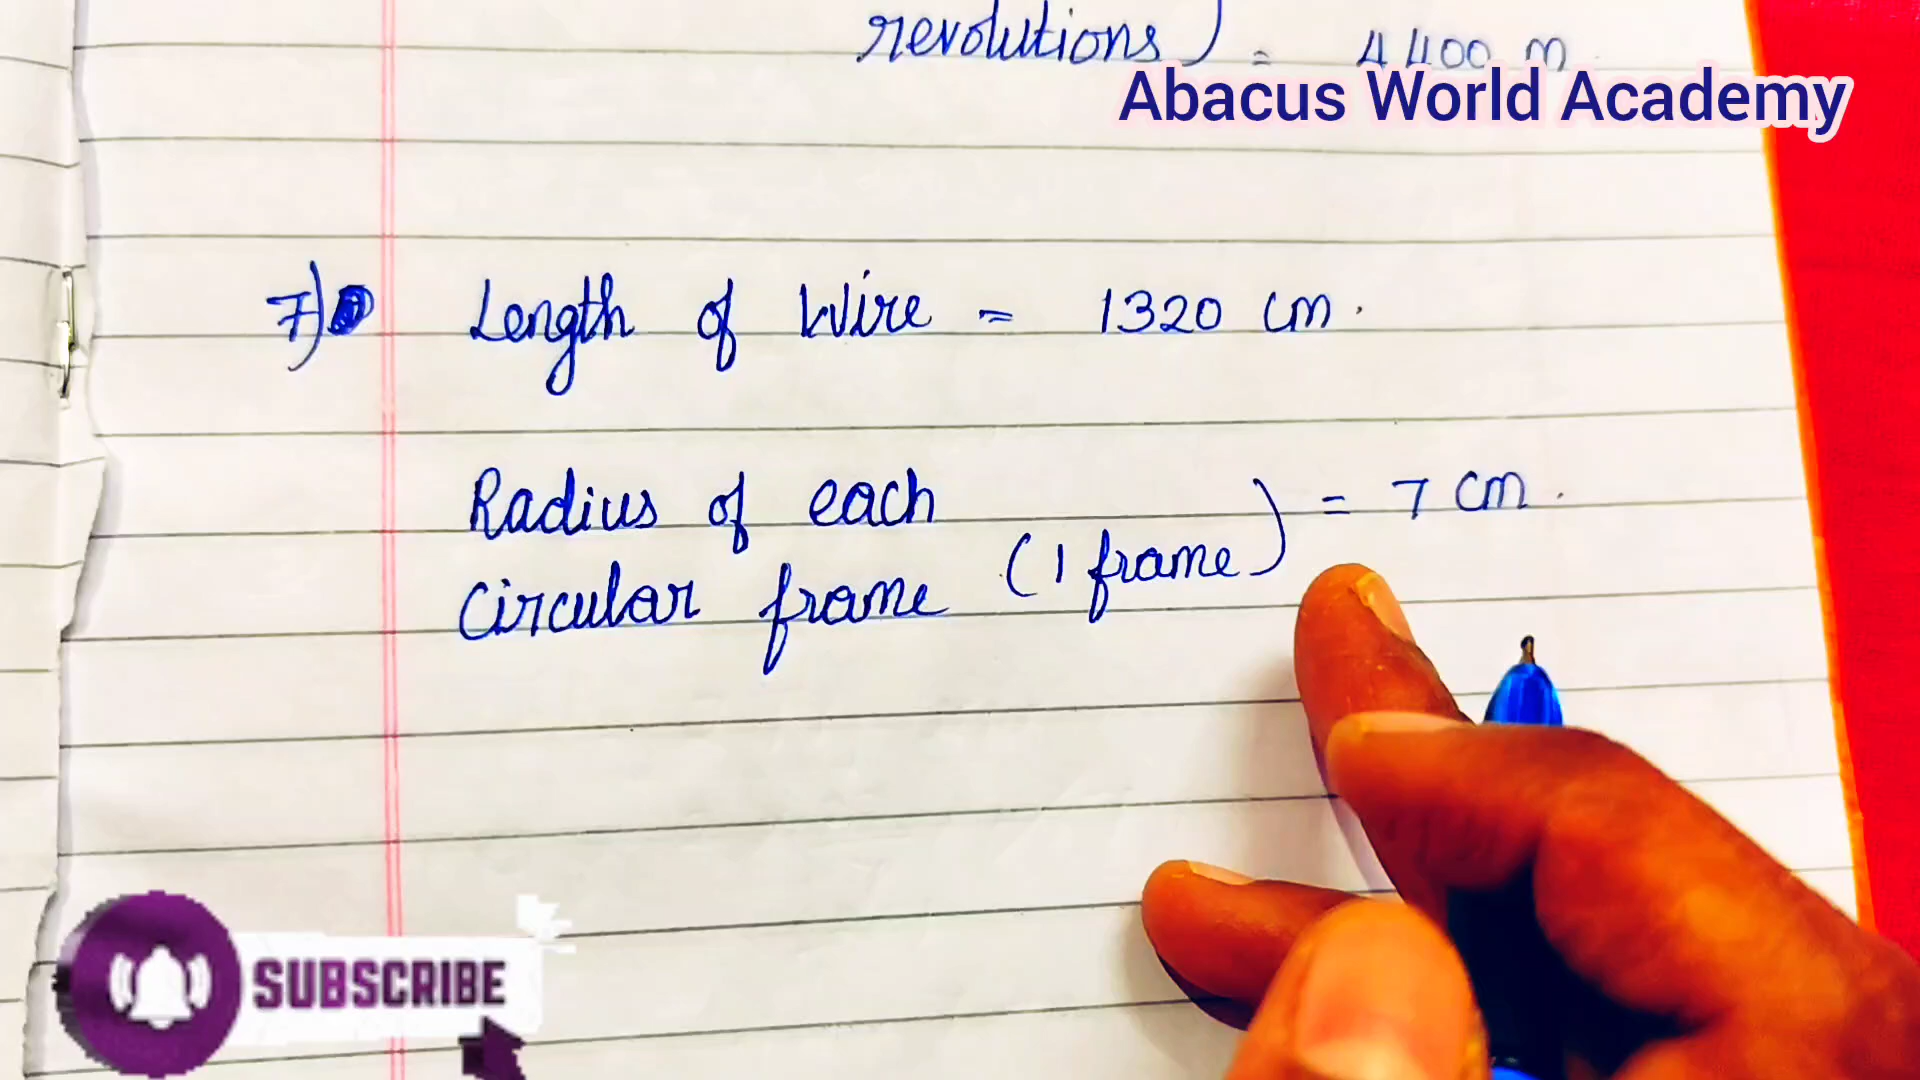 revolutions) = 4400 m.
Abacus World Academy
7) Length of Wire = 1320 cm.
Radius of each
Circular frame (1 frame) = 7 cm.
SUBSCRIBE